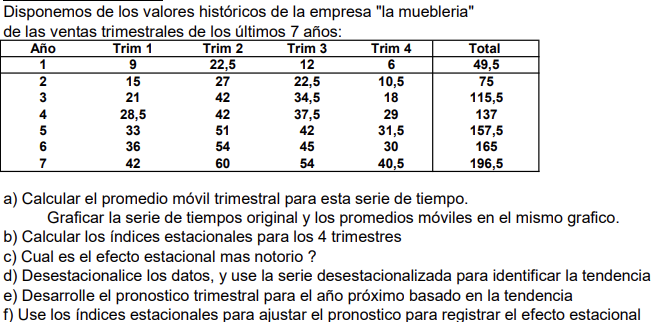 Disponemos de los valores históricos de la empresa "la muebleria"
de las ventas trimestrales de los últimos 7 años:
Año Trim 1 Trim 2 Trim 3 Trim 4 Total
1 9 22,5 12 6 49,5
2 15 27 22,5 10,5 75
3 21 42 34,5 18 115,5
4 28,5 42 37,5 29 137
5 33 51 42 31,5 157,5
6 36 54 45 30 165
7 42 60 54 40,5 196,5
a) Calcular el promedio móvil trimestral para esta serie de tiempo.
Graficar la serie de tiempos original y los promedios móviles en el mismo grafico.
b) Calcular los índices estacionales para los 4 trimestres
c) Cual es el efecto estacional mas notorio ?
d) Desestacionalice los datos, y use la serie desestacionalizada para identificar la tendencia
e) Desarrolle el pronostico trimestral para el año próximo basado en la tendencia
f) Use los índices estacionales para ajustar el pronostico para registrar el efecto estacional